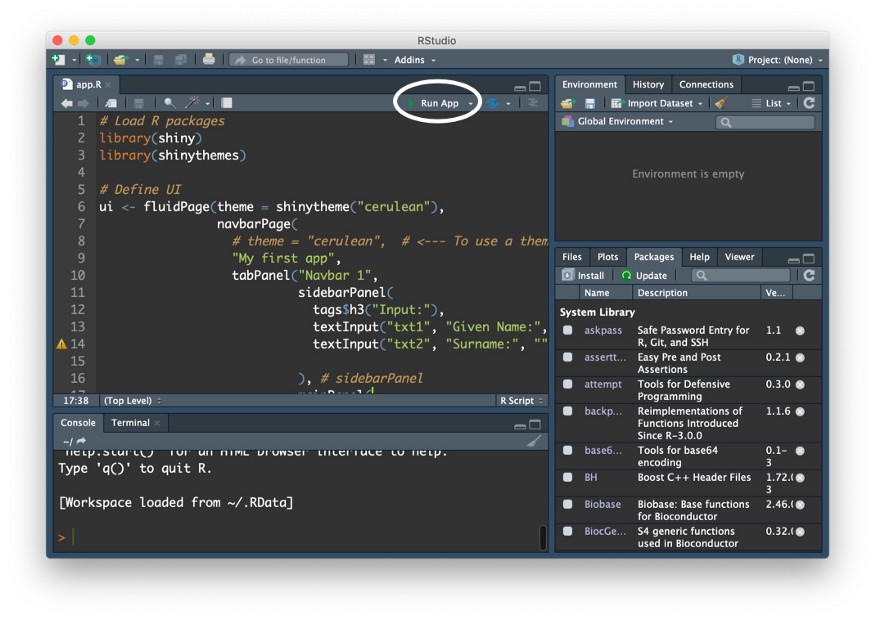 RStudio
Go to file/function
Addins
Project: (None)
app.R
Run App
1 # Load R packages
2 library(shiny)
3 library(shinythemes)
4
5 # Define UI
6 ui <- fluidPage(theme = shinytheme("cerulean"),
7 navbarPage(
8 # theme = "cerulean", # <--- To use a them
9 "My first app",
10 tabPanel("Navbar 1",
11 sidebarPanel(
12 tags$h3("Input:"),
13 textInput("txt1", "Given Name:",
14 textInput("txt2", "Surname:", ""
15
16 ), # sidebarPanel
17:38 (Top Level) R Script
Console Terminal
~/
'help.start()' for an HTML browser interface to help.
Type 'q()' to quit R.
[Workspace loaded from ~/.RData]
>
Environment History Connections
Import Dataset List
Global Environment
Environment is empty
Files Plots Packages Help Viewer
Install Update
Name Description Ve...
System Library
askpass Safe Password Entry for 1.1
R, Git, and SSH
assertt... Easy Pre and Post 0.2.1
Assertions
attempt Tools for Defensive 0.3.0
Programming
backp... Reimplementations of 1.1.6
Functions Introduced
Since R-3.0.0
base6... Tools for base64 0.1-
encoding 3
BH Boost C++ Header Files 1.72.(
3
Biobase Biobase: Base functions 2.46.(
for Bioconductor
BiocGe... S4 generic functions 0.32.(
used in Bioconductor